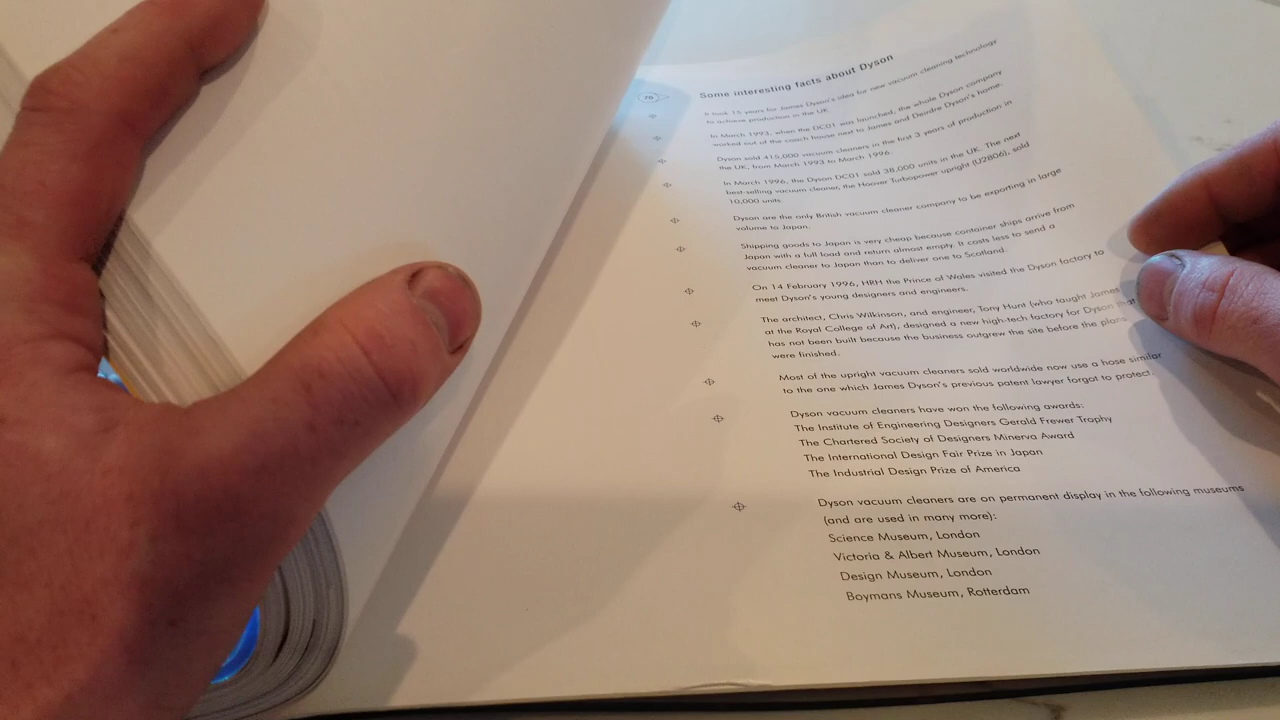 70
Some interesting facts about Dyson
It took 15 years for James Dyson's idea for new vacuum cleaning technology
to achieve production in the UK.
In March 1993, when the DC01 was launched, the whole Dyson company
worked out of the coach house next to James and Deirdre Dyson's home.
Dyson sold 415,000 vacuum cleaners in the first 3 years of production in
the UK, from March 1993 to March 1996.
In March 1996, the Dyson DC01 sold 38,000 units in the UK. The next
best-selling vacuum cleaner, the Hoover Turbopower upright (U2806), sold
10,000 units.
Dyson are the only British vacuum cleaner company to be exporting in large
volume to Japan.
Shipping goods to Japan is very cheap because container ships arrive from
Japan with a full load and return almost empty. It costs less to send a
vacuum cleaner to Japan than to deliver one to Scotland.
On 14 February 1996, HRH the Prince of Wales visited the Dyson factory to
meet Dyson's young designers and engineers.
The architect, Chris Wilkinson, and engineer, Tony Hunt (who taught James
at the Royal College of Art), designed a new high-tech factory for Dyson that
has not been built because the business outgrew the site before the plans
were finished.
Most of the upright vacuum cleaners sold worldwide now use a hose similar
to the one which James Dyson's previous patent lawyer forgot to protect.
Dyson vacuum cleaners have won the following awards:
The Institute of Engineering Designers Gerald Frewer Trophy
The Chartered Society of Designers Minerva Award
The International Design Fair Prize in Japan
The Industrial Design Prize of America
Dyson vacuum cleaners are on permanent display in the following museums
(and are used in many more):
Science Museum, London
Victoria & Albert Museum, London
Design Museum, London
Boymans Museum, Rotterdam